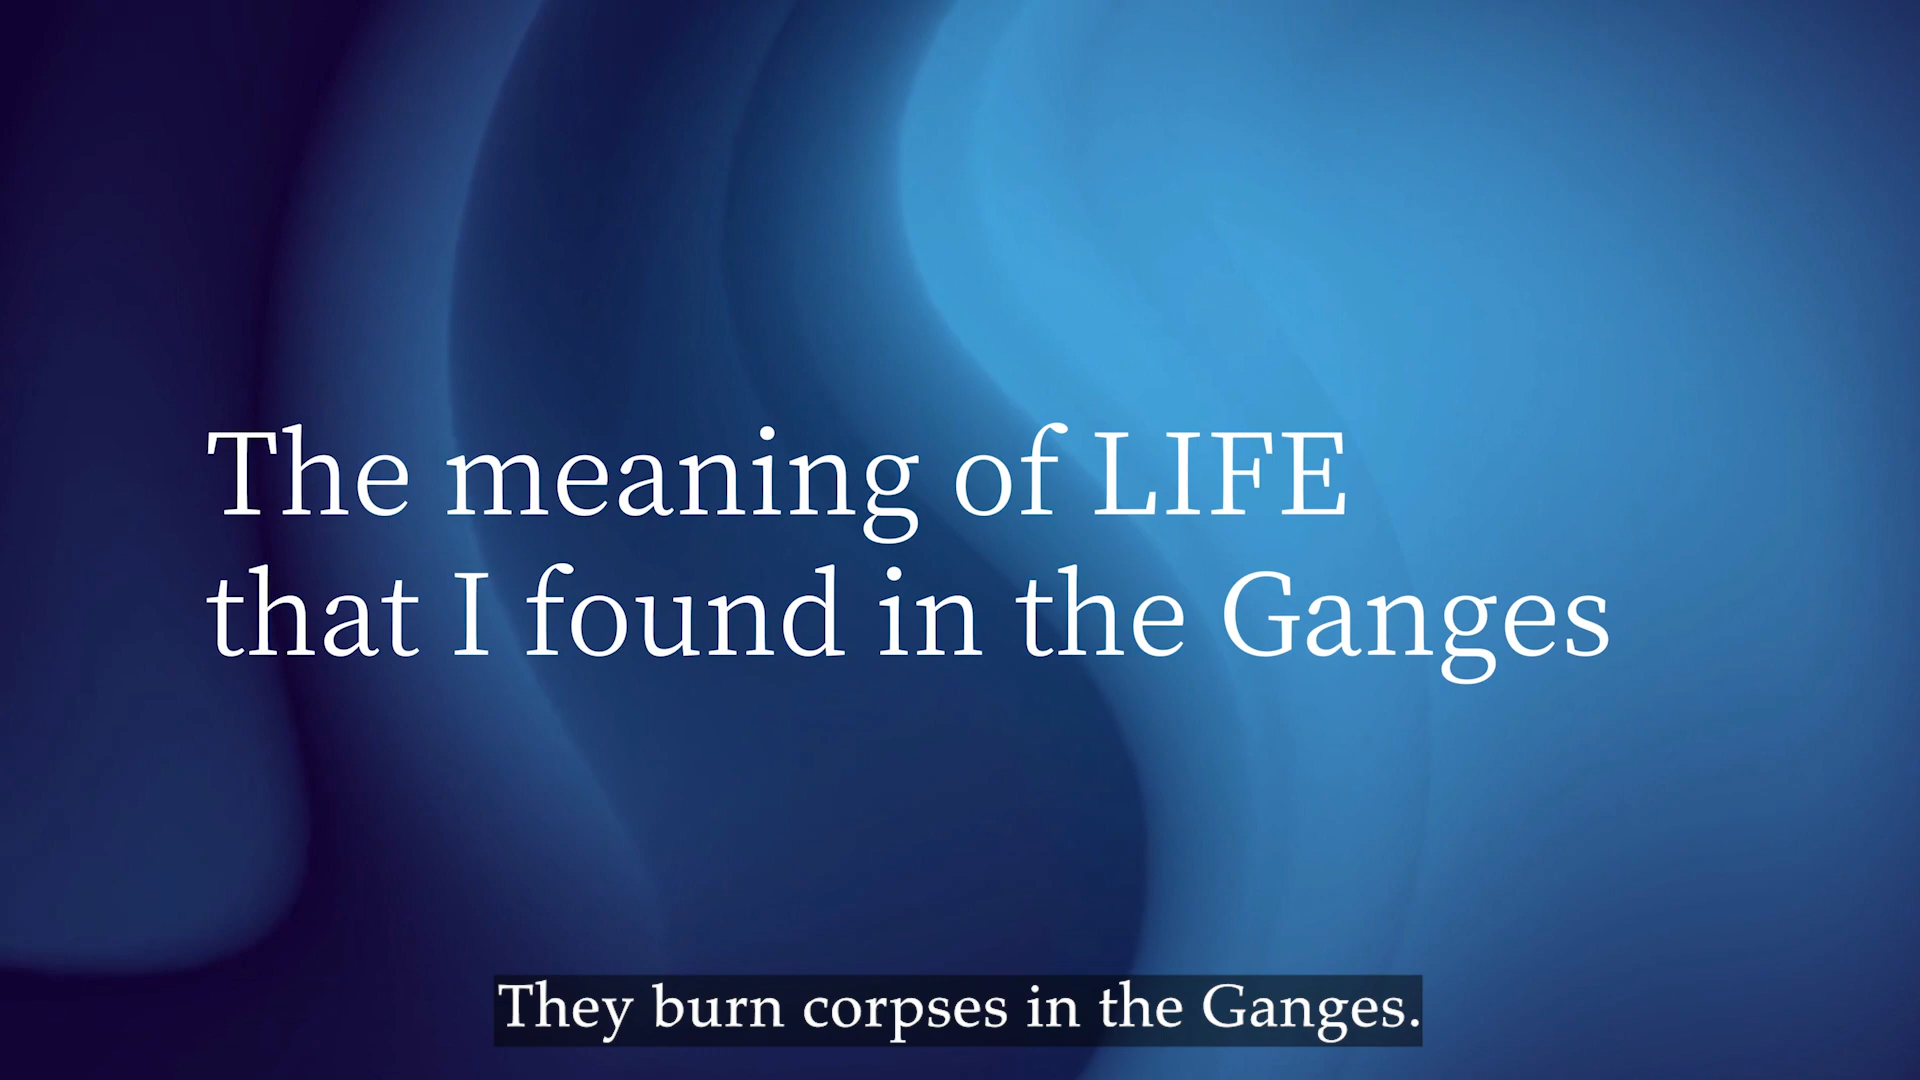 The meaning of LIFE
that I found in the Ganges
They burn corpses in the Ganges.